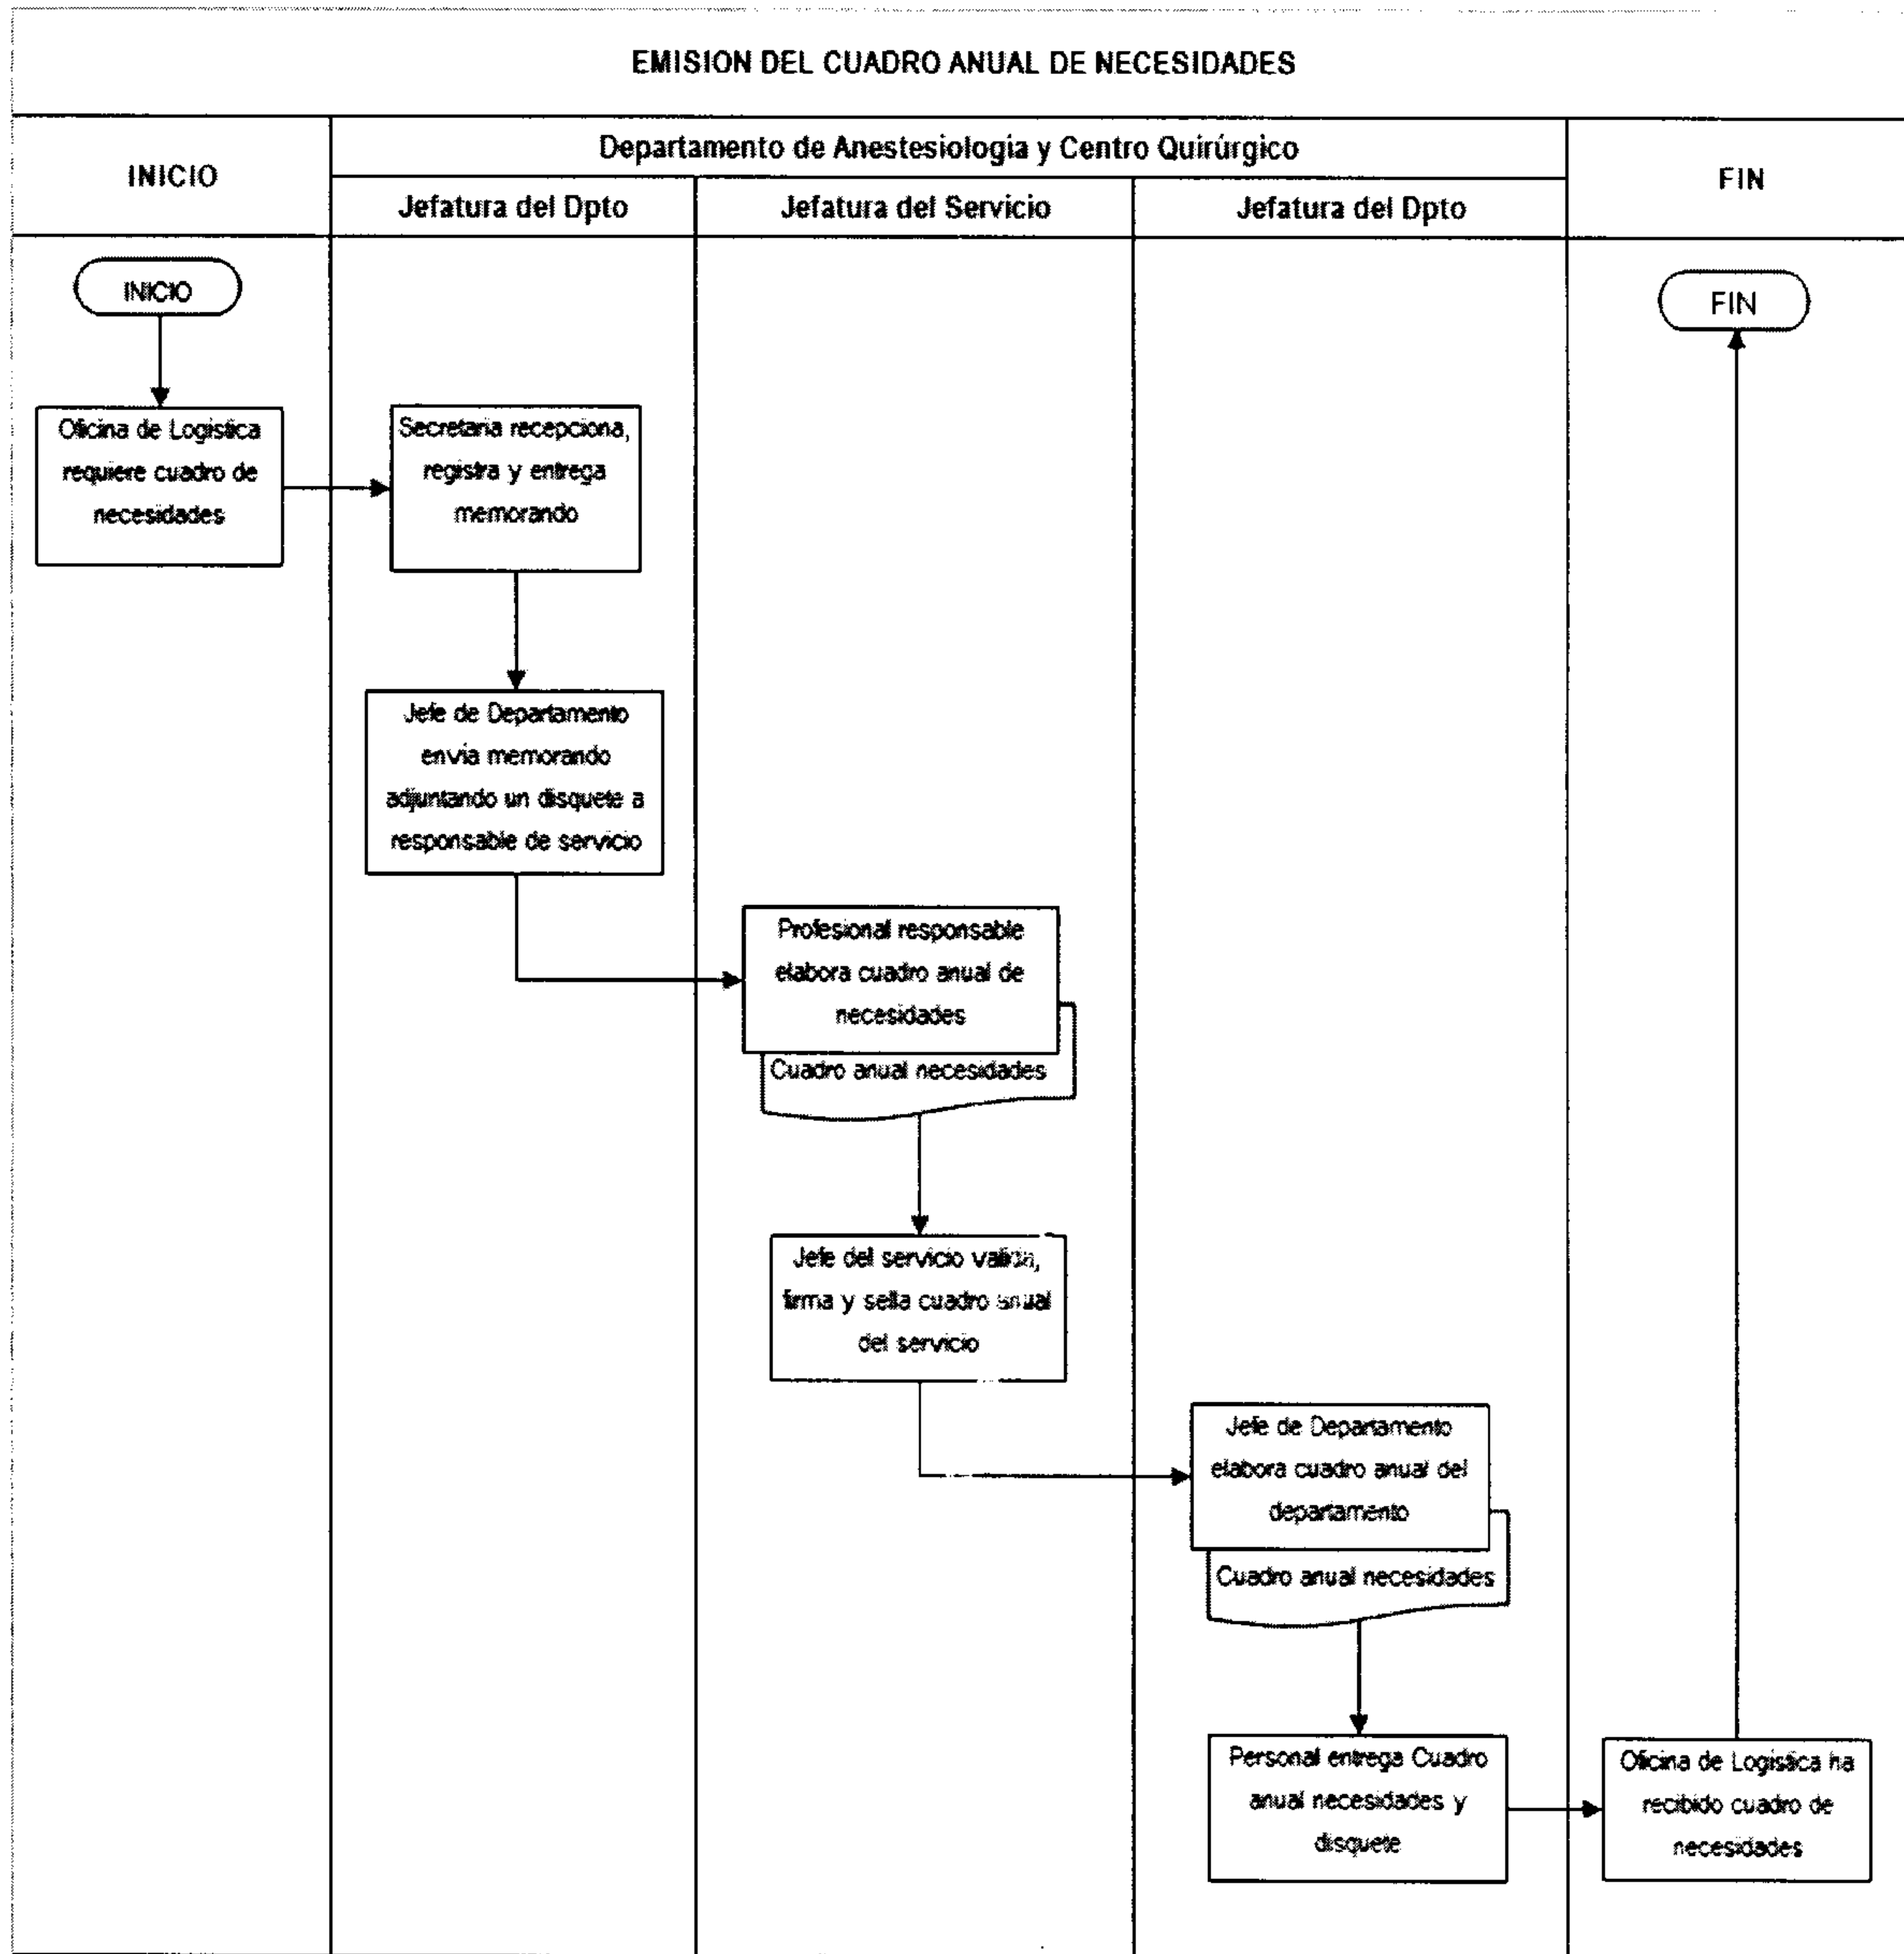 EMISION DEL CUADRO ANUAL DE NECESIDADES
INICIO
Departamento de Anestesiología y Centro Quirúrgico
FIN
Jefatura del Dpto
Jefatura del Servicio
Jefatura del Dpto
INICIO
FIN
Oficina de Logística
requiere cuadro de
necesidades
Secretaria recepciona,
registra y entrega
memorando
Jefe de Departamento
envía memorando
adjuntando un disquete a
responsable de servicio
Profesional responsable
elabora cuadro anual de
necesidades
Cuadro anual necesidades
Jefe del servicio valida,
firma y sella cuadro anual
del servicio
Jefe de Departamento
elabora cuadro anual del
departamento
Cuadro anual necesidades
Personal entrega Cuadro
anual necesidades y
disquete
Oficina de Logística ha
recibido cuadro de
necesidades